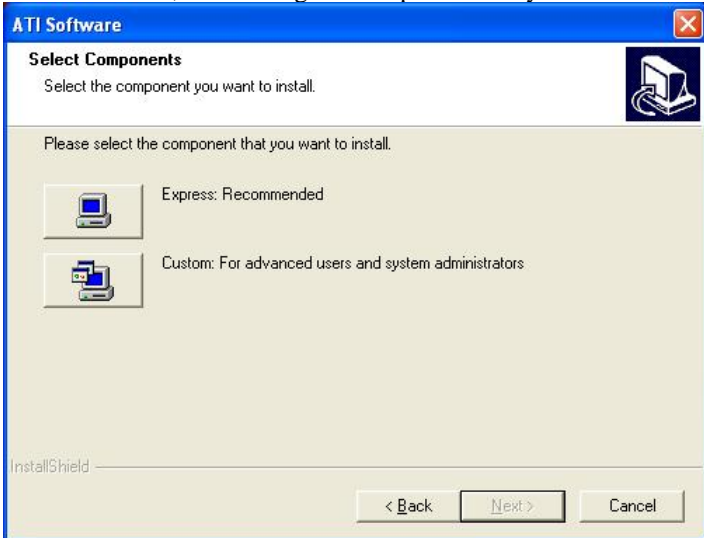 ATI Software
Select Components
Select the component you want to install.
Please select the component that you want to install.
Express: Recommended
Custom: For advanced users and system administrators
InstallShield
< Back Next > Cancel